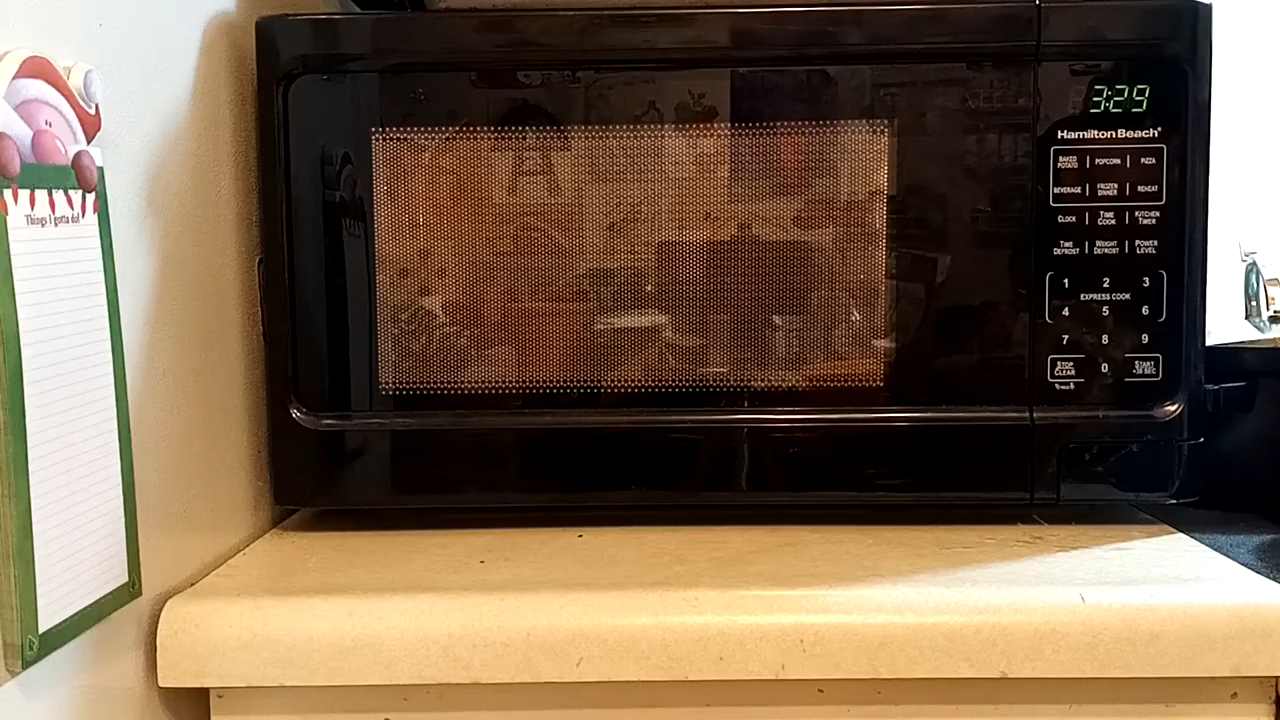 Things I gotta do!
3:29
Hamilton Beach
BAKED POTATO
POPCORN
PIZZA
BEVERAGE
FROZEN DINNER
REHEAT
CLOCK
TIME COOK
KITCHEN TIMER
TIME DEFROST
WEIGHT DEFROST
POWER LEVEL
1 2 3
EXPRESS COOK
4 5 6
7 8 9
STOP CLEAR
0
START +30 SEC